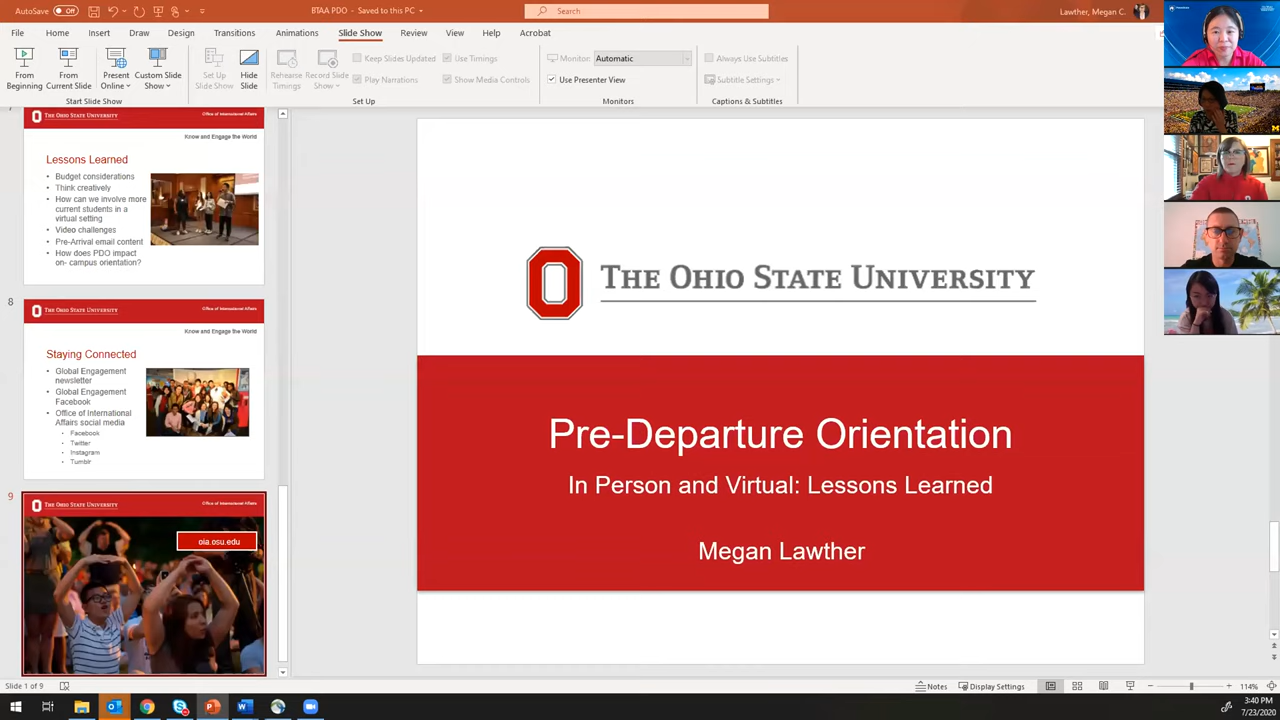 AutoSave
Off
BTAA PDO - Saved to this PC
Search
Lawther, Megan C.
File
Home
Insert
Draw
Design
Transitions
Animations
Slide Show
Review
View
Help
Acrobat
From
Beginning
From
Current Slide
Present
Online
Custom Slide
Show
Set Up
Slide Show
Hide
Slide
Rehearse
Timings
Record Slide
Show
Keep Slides Updated
Play Narrations
Use Timings
Show Media Controls
Monitor:
Automatic
Use Presenter View
Always Use Subtitles
Subtitle Settings
Start Slide Show
Set Up
Monitors
Captions & Subtitles
THE OHIO STATE UNIVERSITY
Office of International Affairs
Know and Engage the World
Lessons Learned
• Budget considerations
• Think creatively
• How can we involve more
current students in a
virtual setting
• Video challenges
• Pre-Arrival email content
• How does PDO impact
on- campus orientation?
8
THE OHIO STATE UNIVERSITY
Office of International Affairs
Know and Engage the World
Staying Connected
• Global Engagement
newsletter
• Global Engagement
Facebook
• Office of International
Affairs social media
• Facebook
• Twitter
• Instagram
• Tumblr
9
THE OHIO STATE UNIVERSITY
Office of International Affairs
oia.osu.edu
THE OHIO STATE UNIVERSITY
Pre-Departure Orientation
In Person and Virtual: Lessons Learned
Megan Lawther
Slide 1 of 9
Notes
Display Settings
114%
3:40 PM
7/23/2020